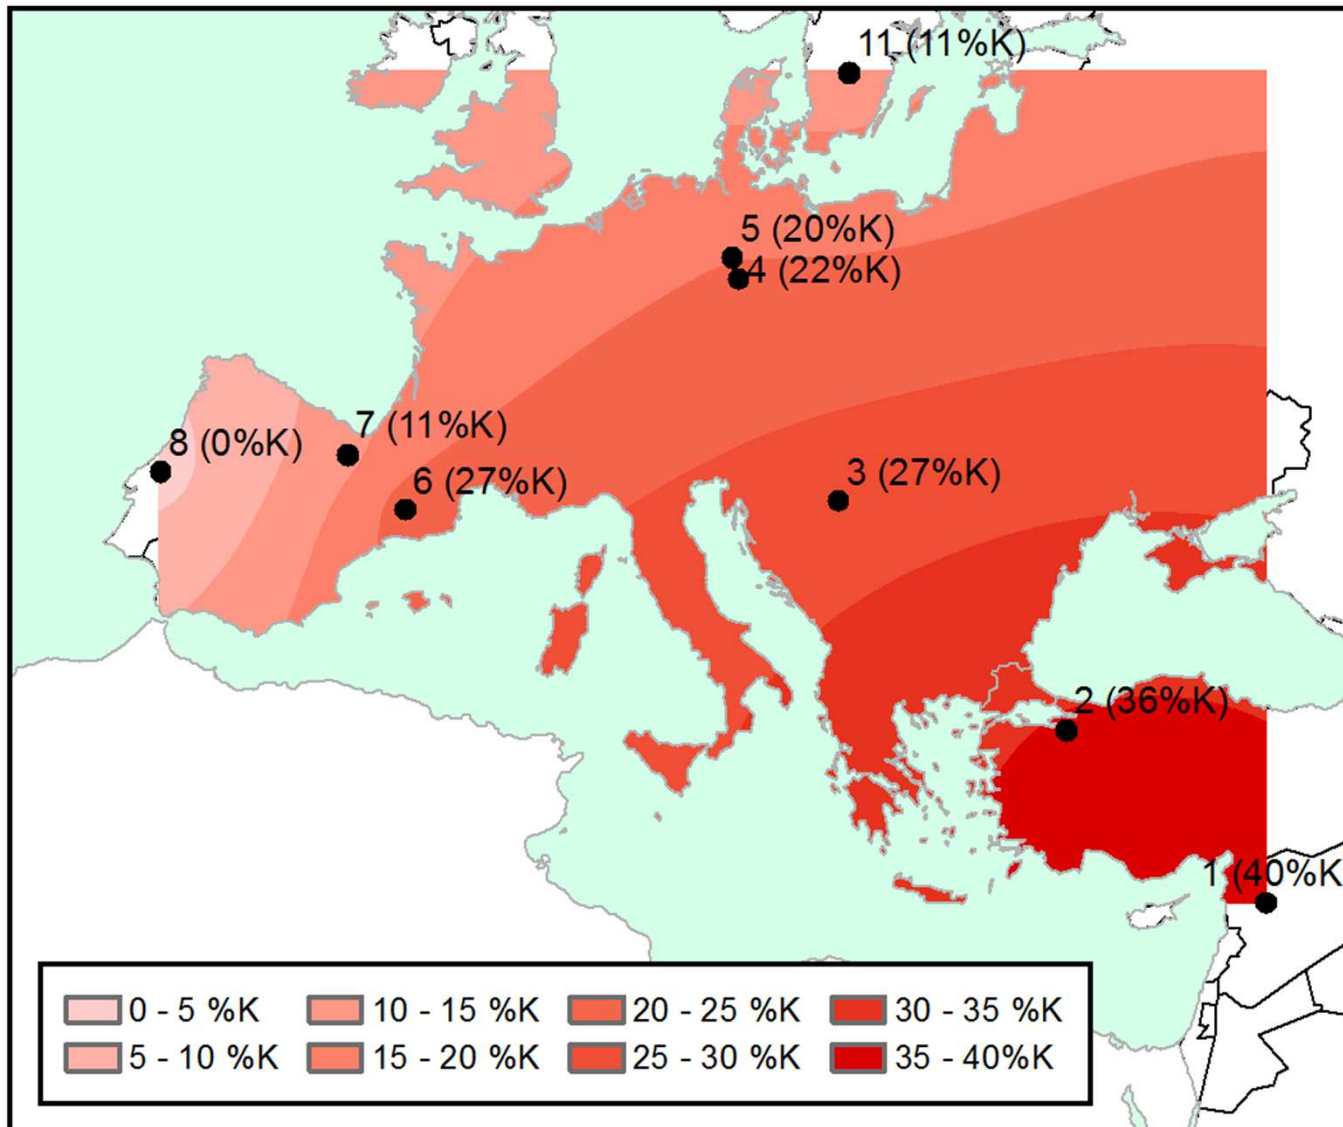 11 (11%K)
5 (20%K)
4 (22%K)
7 (11%K)
8 (0%K)
6 (27%K)
3 (27%K)
2 (36%K)
1 (40%K
0 - 5 %K
10 - 15 %K
20 - 25 %K
30 - 35 %K
5 - 10 %K
15 - 20 %K
25 - 30 %K
35 - 40%K